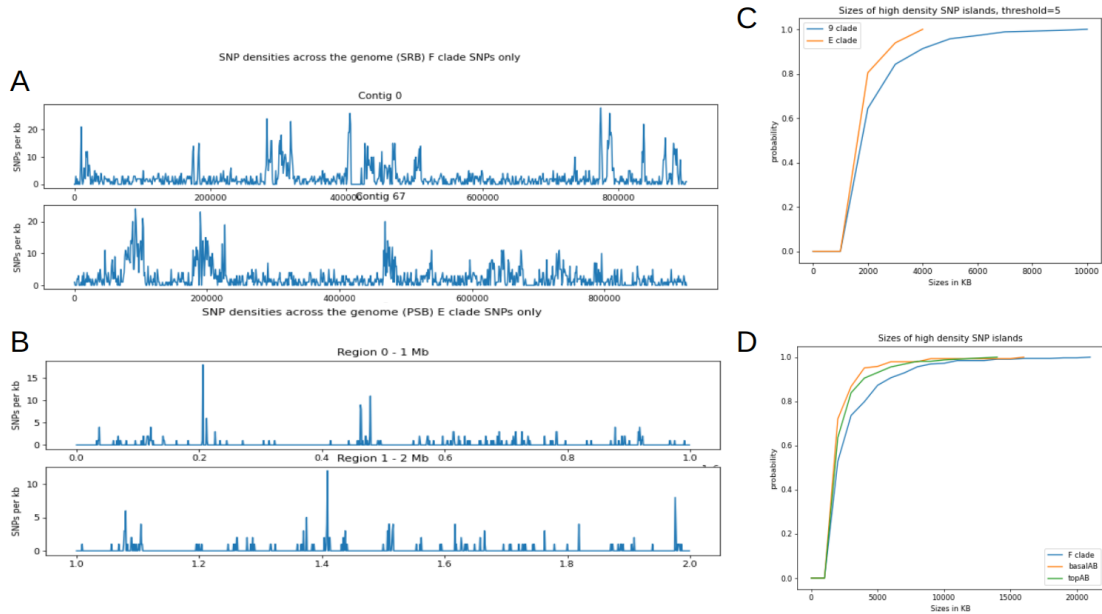 A
SNP densities across the genome (SRB) F clade SNPs only
Contig 0
SNPs per kb
20
10
0
0
200000
400000
600000
800000
Contig 67
SNPs per kb
20
10
0
0
200000
400000
600000
800000
SNP densities across the genome (PSB) E clade SNPs only
B
Region 0 - 1 Mb
SNPs per kb
15
10
5
0
0.0
0.2
0.4
0.6
0.8
1.0
Region 1 - 2 Mb
SNPs per kb
10
5
0
1.0
1.2
1.4
1.6
1.8
2.0
C
Sizes of high density SNP islands, threshold=5
9 clade
E clade
probability
1.0
0.8
0.6
0.4
0.2
0.0
0
2000
4000
6000
8000
10000
Sizes in KB
D
Sizes of high density SNP islands
probability
1.0
0.8
0.6
0.4
0.2
0.0
F clade
basalAB
topAB
0
5000
10000
15000
20000
Sizes in KB